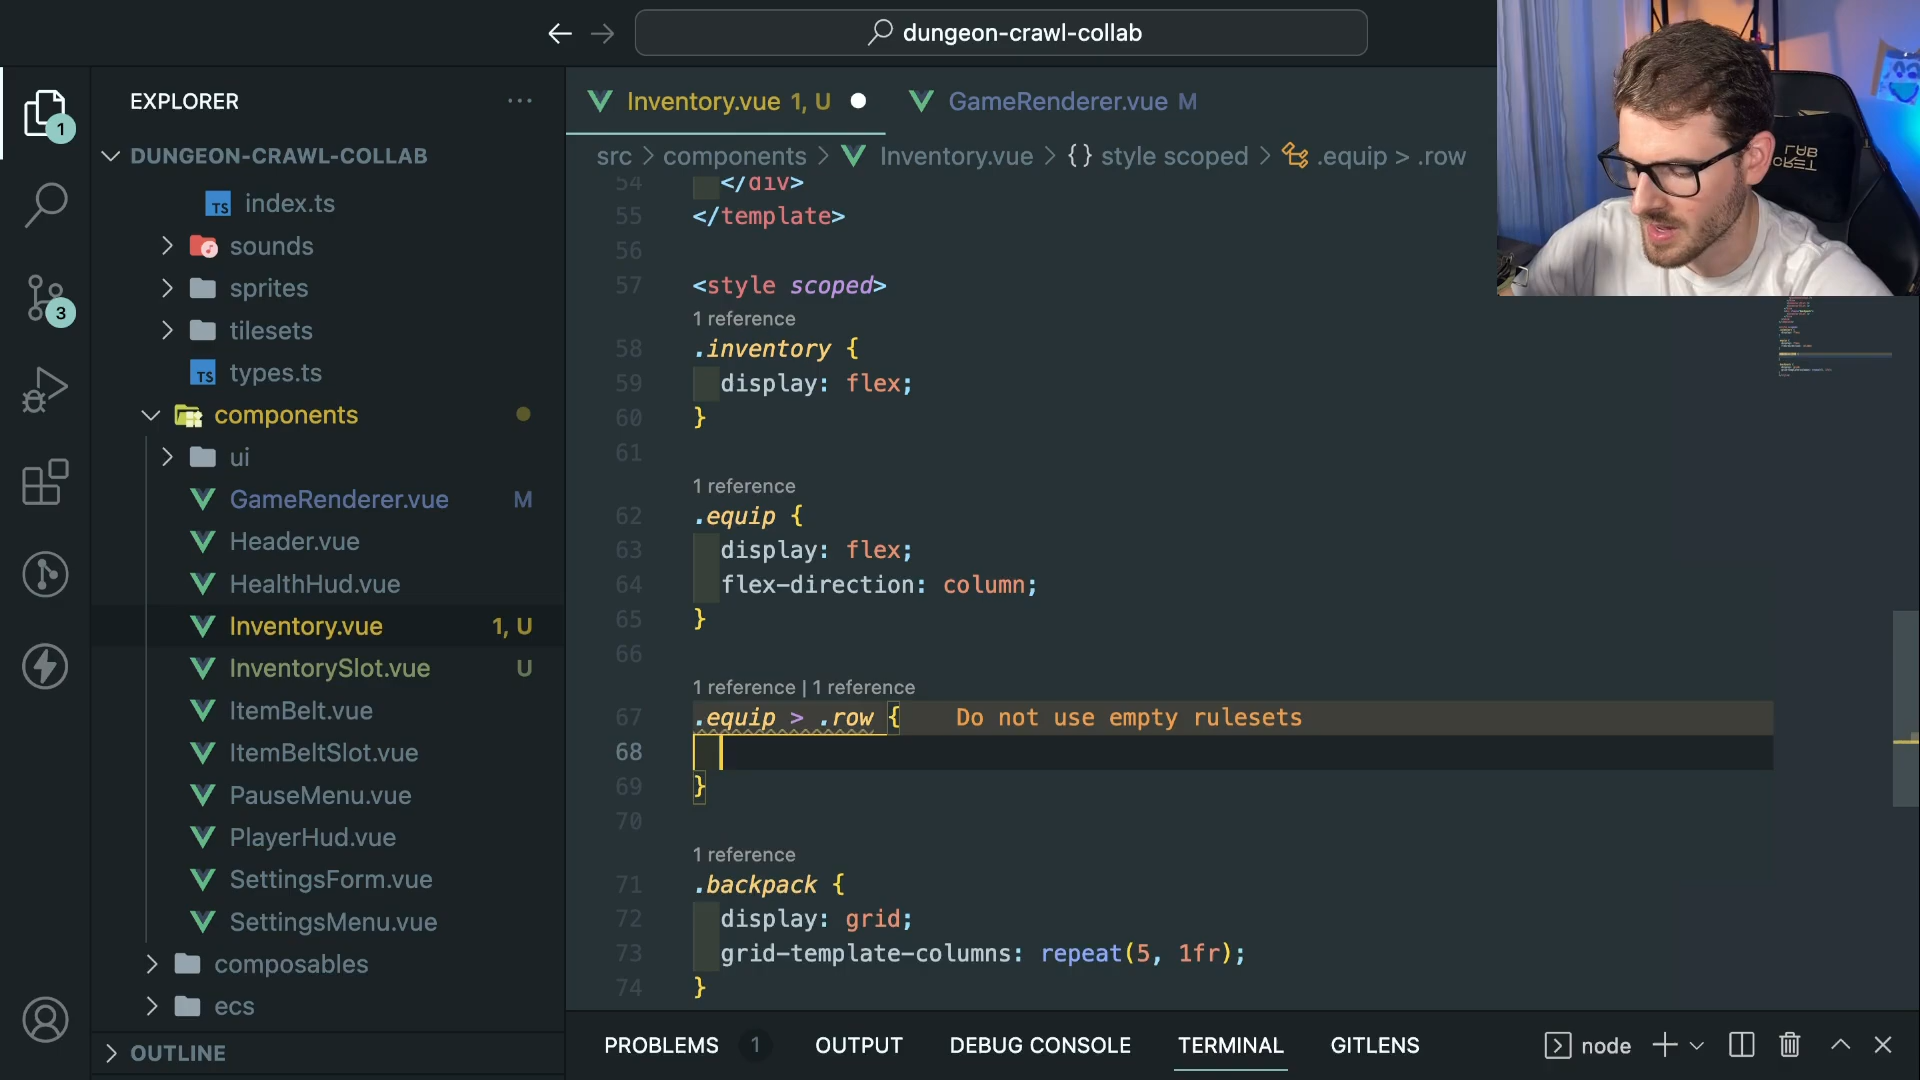 dungeon-crawl-collab
EXPLORER
DUNGEON-CRAWL-COLLAB
TS index.ts
sounds
sprites
tilesets
TS types.ts
components
ui
GameRenderer.vue M
Header.vue
HealthHud.vue
Inventory.vue 1, U
InventorySlot.vue U
ItemBelt.vue
ItemBeltSlot.vue
PauseMenu.vue
PlayerHud.vue
SettingsForm.vue
SettingsMenu.vue
composables
ecs
OUTLINE
1
3
Inventory.vue 1, U
GameRenderer.vue M
src > components > Inventory.vue > {} style scoped > .equip > .row
54 </div>
55 </template>
56
57 <style scoped>
1 reference
58 .inventory {
59 display: flex;
60 }
61
1 reference
62 .equip {
63 display: flex;
64 flex-direction: column;
65 }
66
1 reference | 1 reference
67 .equip > .row { Do not use empty rulesets
68
69 }
70
1 reference
71 .backpack {
72 display: grid;
73 grid-template-columns: repeat(5, 1fr);
74 }
PROBLEMS 1 OUTPUT DEBUG CONSOLE TERMINAL GITLENS node